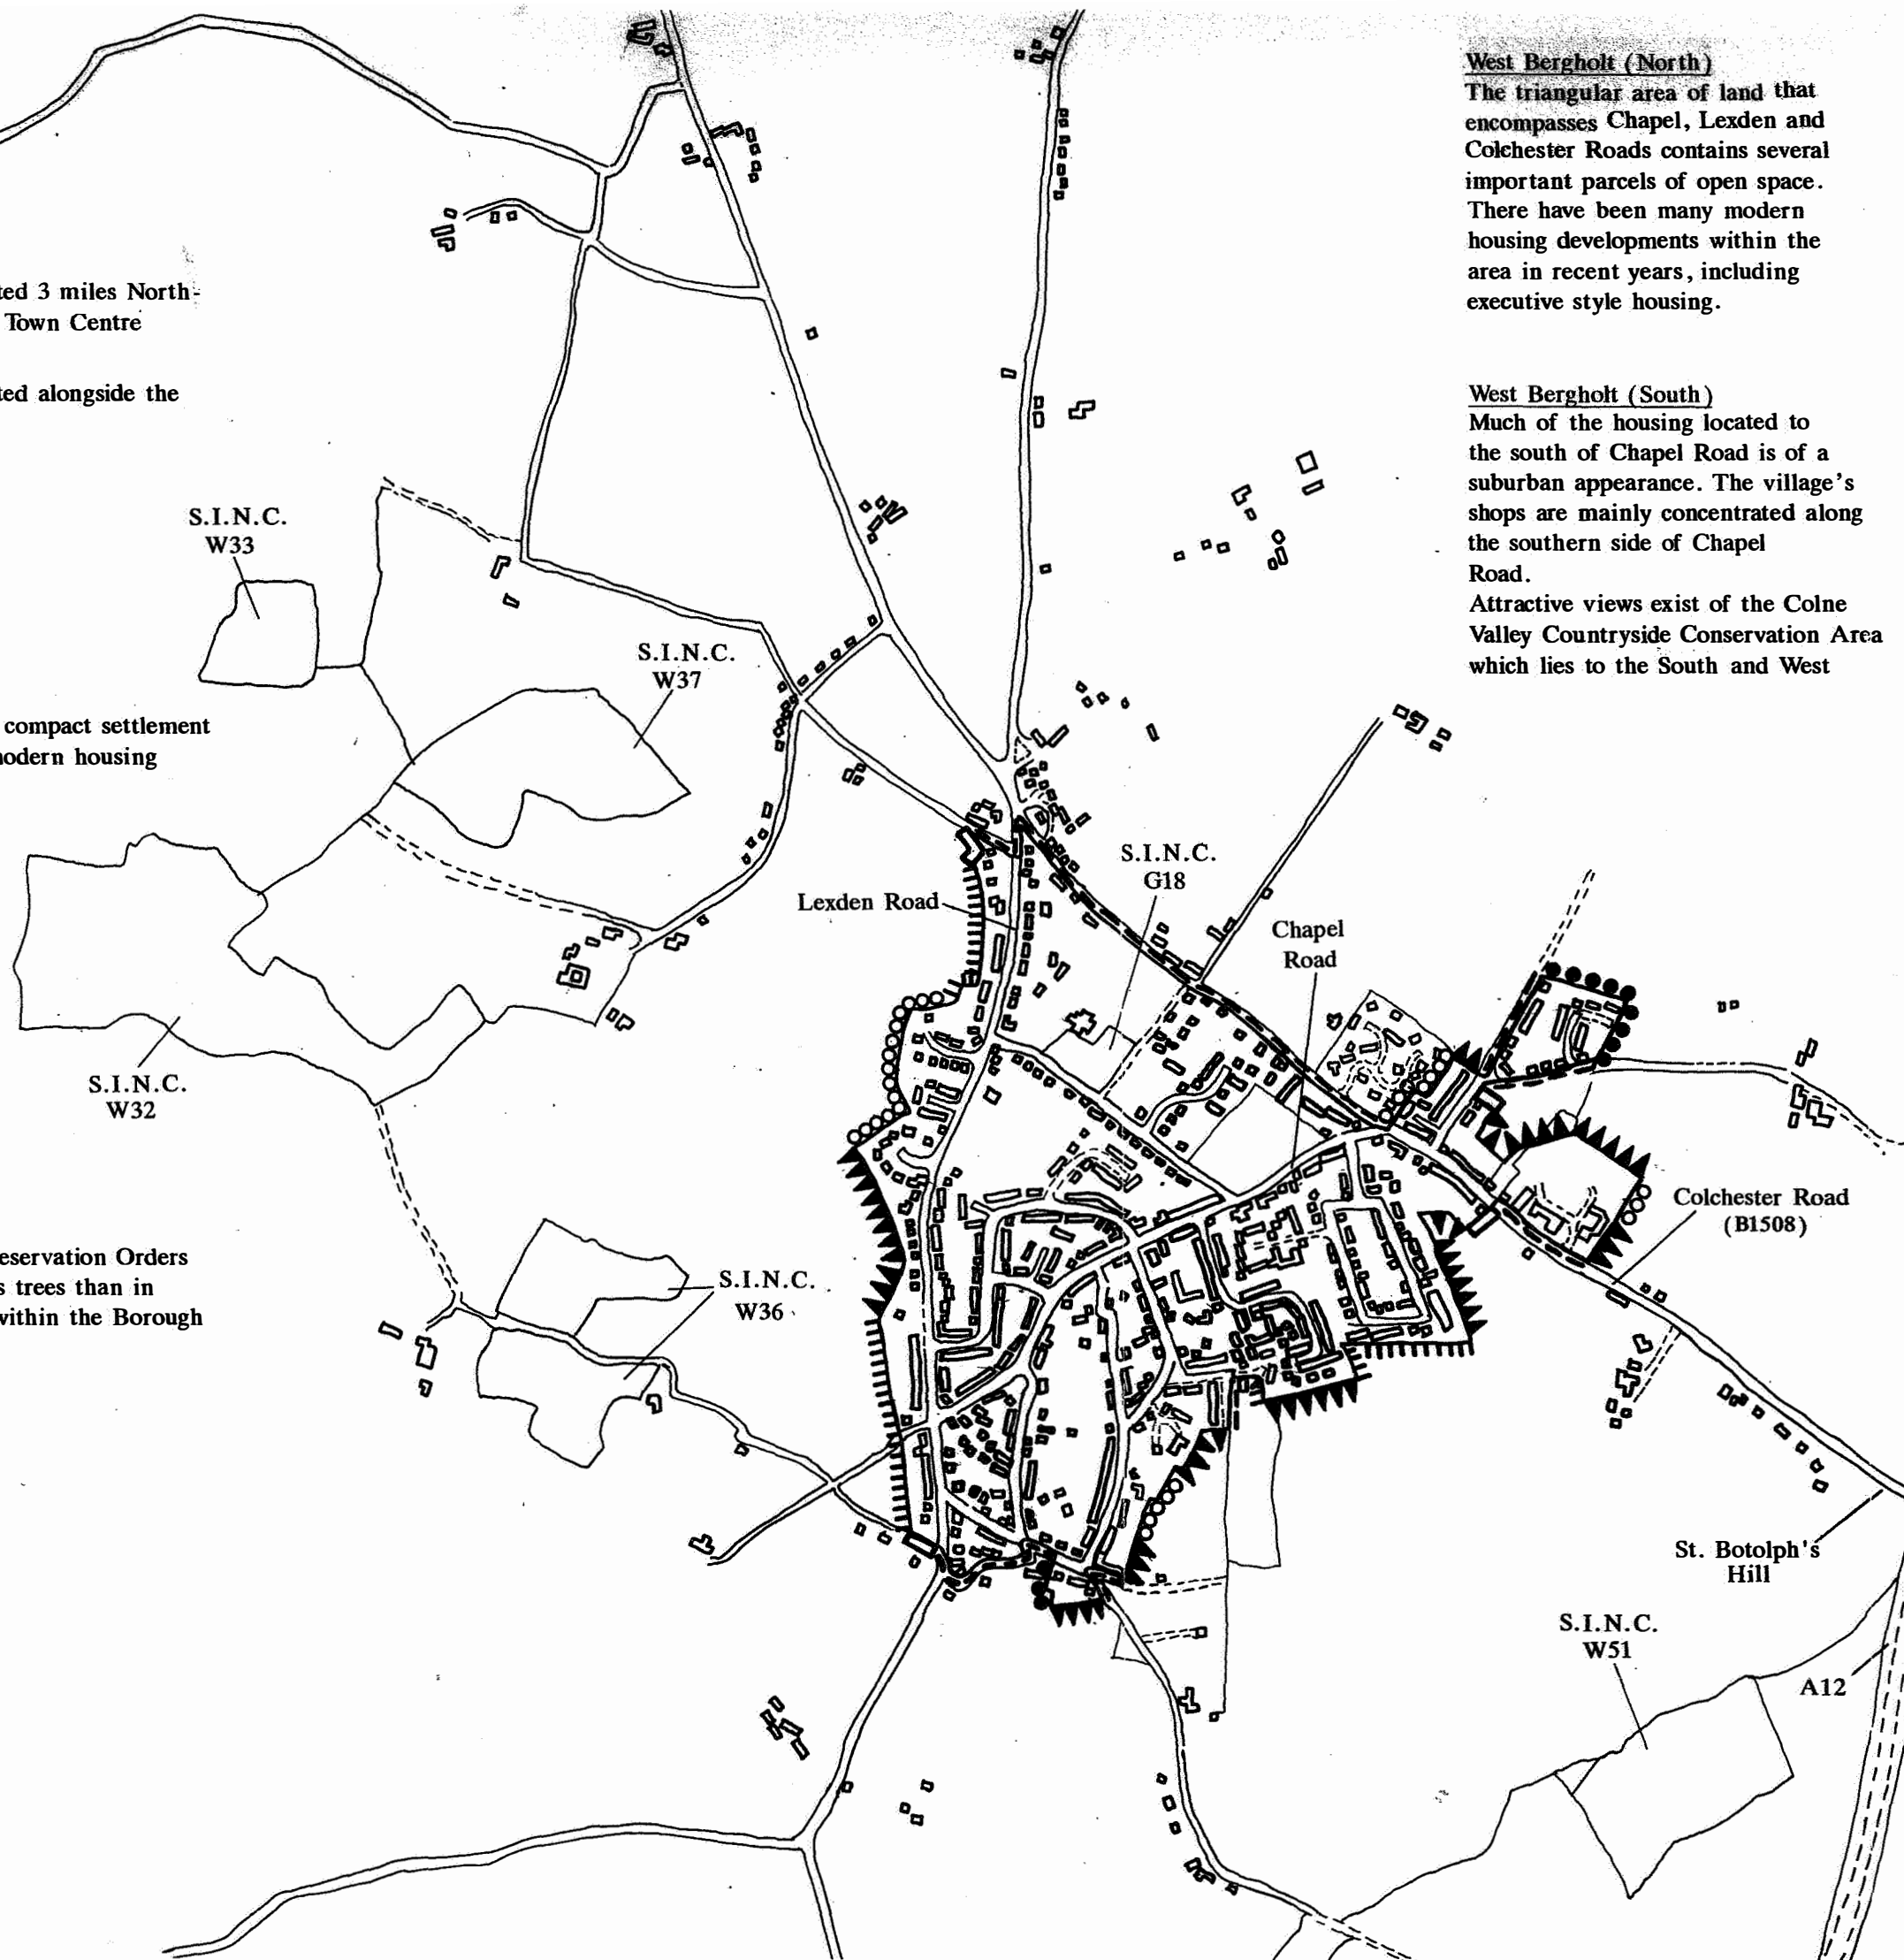 West Bergholt (North)
The triangular area of land that
encompasses Chapel, Lexden and
Colchester Roads contains several
important parcels of open space.
There have been many modern
housing developments within the
area in recent years, including
executive style housing.
West Bergholt (South)
Much of the housing located to
the south of Chapel Road is of a
suburban appearance. The village's
shops are mainly concentrated along
the southern side of Chapel
Road.
Attractive views exist of the Colne
Valley Countryside Conservation Area
which lies to the South and West
ted 3 miles North-
Town Centre
ted alongside the
compact settlement
odern housing
eservation Orders
s trees than in
within the Borough
S.I.N.C.
W33
S.I.N.C.
W37
S.I.N.C.
W32
S.I.N.C.
W36
Lexden Road
S.I.N.C.
G18
Chapel
Road
Colchester Road
(B1508)
St. Botolph's
Hill
S.I.N.C.
W51
A12